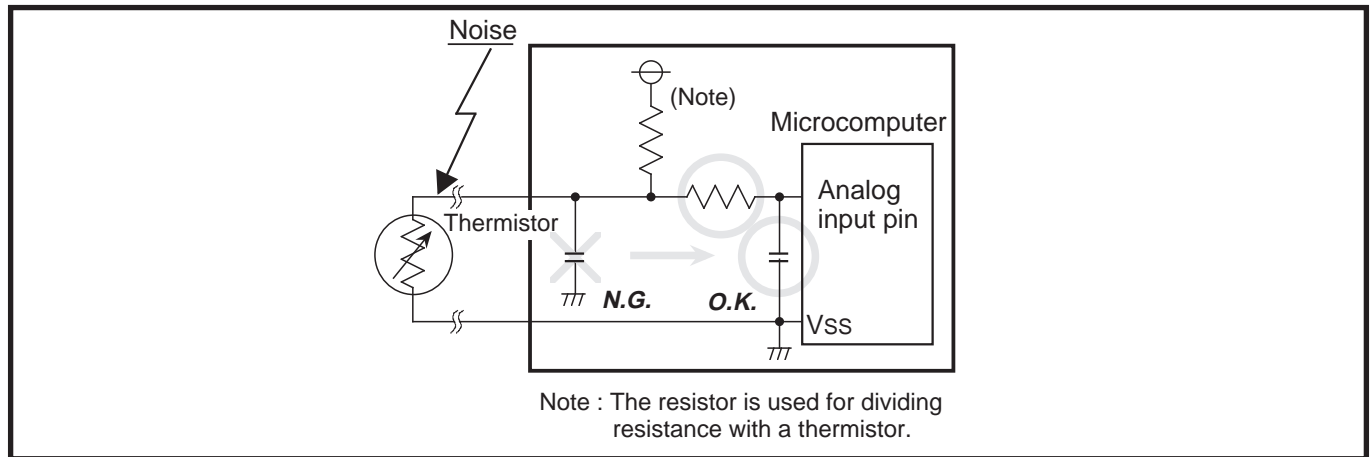 Noise
(Note)
Microcomputer
Analog
input pin
Thermistor
N.G.
O.K.
VSS
Note : The resistor is used for dividing
resistance with a thermistor.